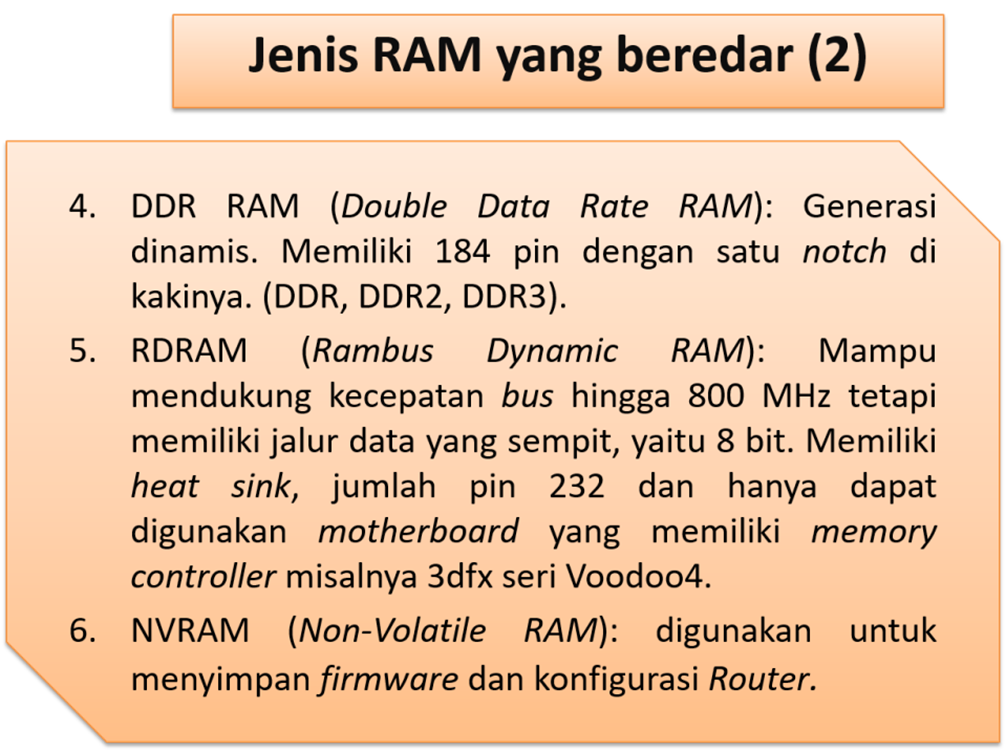 Jenis RAM yang beredar (2)
4. DDR RAM (Double Data Rate RAM): Generasi
dinamis. Memiliki 184 pin dengan satu notch di
kakinya. (DDR, DDR2, DDR3).
5. RDRAM (Rambus Dynamic RAM): Mampu
mendukung kecepatan bus hingga 800 MHz tetapi
memiliki jalur data yang sempit, yaitu 8 bit. Memiliki
heat sink, jumlah pin 232 dan hanya dapat
digunakan motherboard yang memiliki memory
controller misalnya 3dfx seri Voodoo4.
6. NVRAM (Non-Volatile RAM): digunakan untuk
menyimpan firmware dan konfigurasi Router.